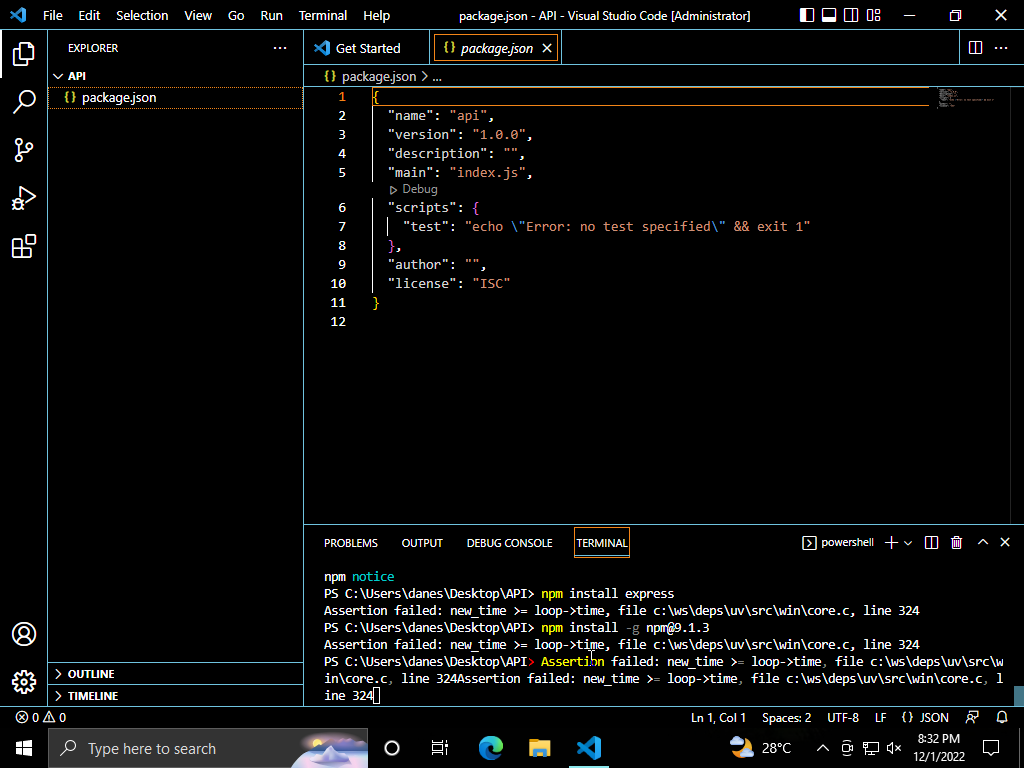 File Edit Selection View Go Run Terminal Help package.json - API - Visual Studio Code [Administrator]
EXPLORER ...
Get Started
{} package.json
API
{} package.json
{} package.json > ...
1 {
2 "name": "api",
3 "version": "1.0.0",
4 "description": "",
5 "main": "index.js",
Debug
6 "scripts": {
7 "test": "echo \"Error: no test specified\" && exit 1"
8 },
9 "author": "",
10 "license": "ISC"
11 }
12
PROBLEMS OUTPUT DEBUG CONSOLE TERMINAL powershell
npm notice
PS C:\Users\danes\Desktop\API> npm install express
Assertion failed: new_time >= loop->time, file c:\ws\deps\uv\src\win\core.c, line 324
PS C:\Users\danes\Desktop\API> npm install -g npm@9.1.3
Assertion failed: new_time >= loop->time, file c:\ws\deps\uv\src\win\core.c, line 324
PS C:\Users\danes\Desktop\API> Assertion failed: new_time >= loop->time, file c:\ws\deps\uv\src\w
in\core.c, line 324Assertion failed: new_time >= loop->time, file c:\ws\deps\uv\src\win\core.c, l
ine 324
OUTLINE
TIMELINE
0 0 Ln 1, Col 1 Spaces: 2 UTF-8 LF {} JSON
Type here to search
28°C
8:32 PM
12/1/2022